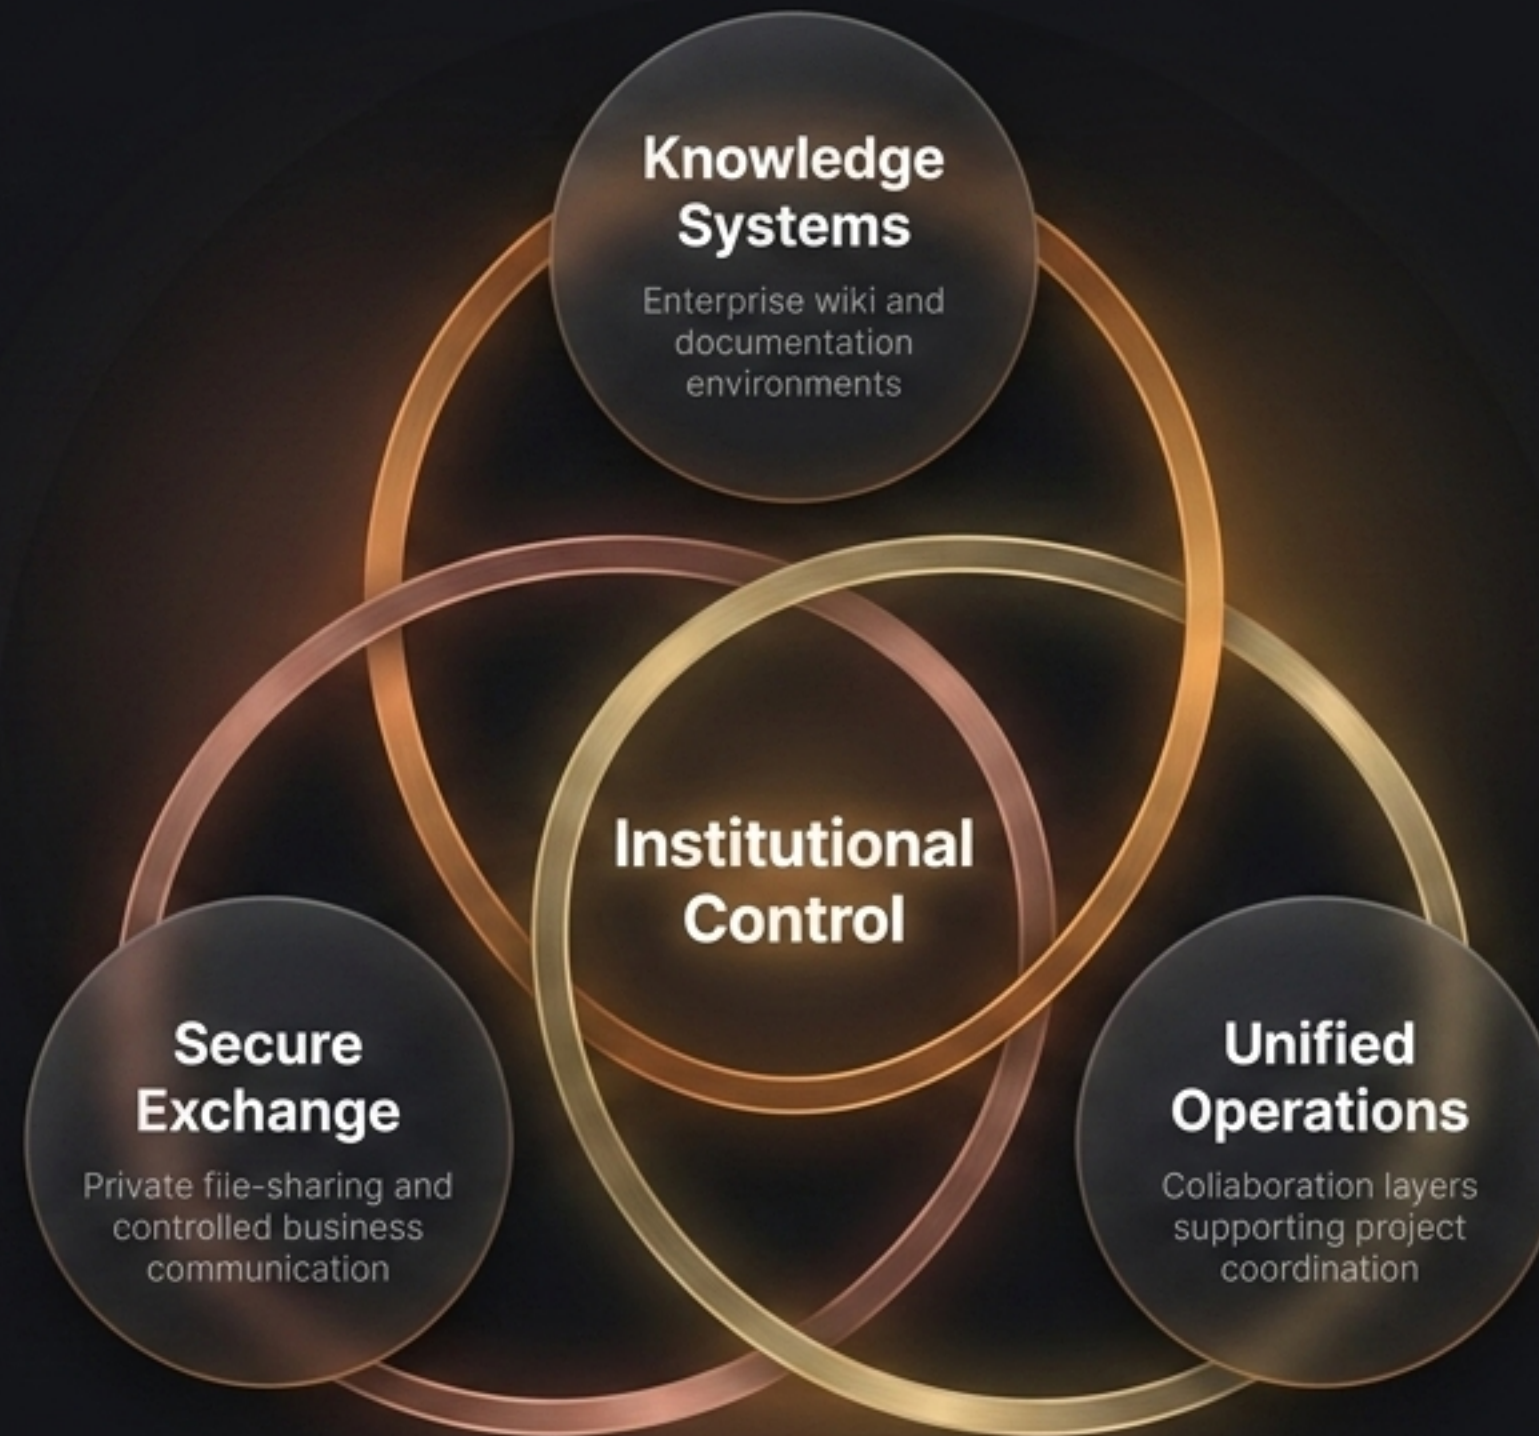 Knowledge
Systems
Enterprise wiki and
documentation
environments
Institutional
Control
Secure
Exchange
Private file-sharing and
controlled business
communication
Unified
Operations
Collaboration layers
supporting project
coordination